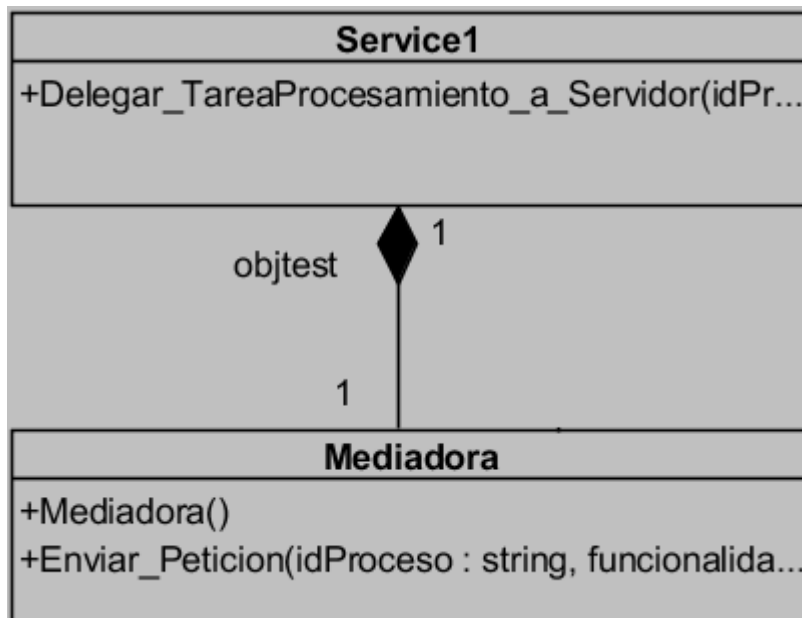 Service1
+Delegar_TareaProcesamiento_a_Servidor(idPr...
1
objtest
1
Mediadora
+Mediadora()
+Enviar_Peticion(idProceso : string, funcionalida...